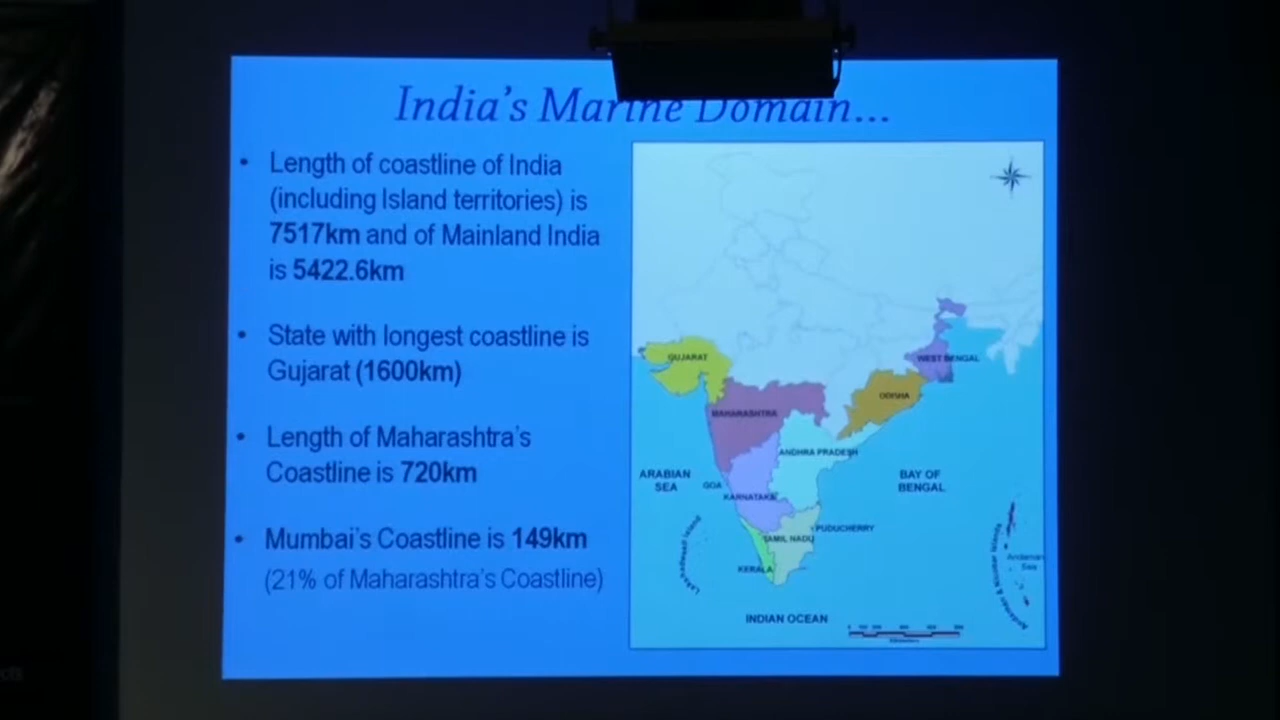 India's Marine Domain...
• Length of coastline of India
(including Island territories) is
7517km and of Mainland India
is 5422.6km
• State with longest coastline is
Gujarat (1600km)
• Length of Maharashtra's
Coastline is 720km
• Mumbai's Coastline is 149km
(21% of Maharashtra's Coastline)
GUJARAT
WEST BENGAL
ODISHA
MAHARASHTRA
ANDHRA PRADESH
ARABIAN
SEA
BAY OF
BENGAL
GOA
KARNATAKA
PUDUCHERRY
TAMIL NADU
KERALA
Andaman
Sea
INDIAN OCEAN